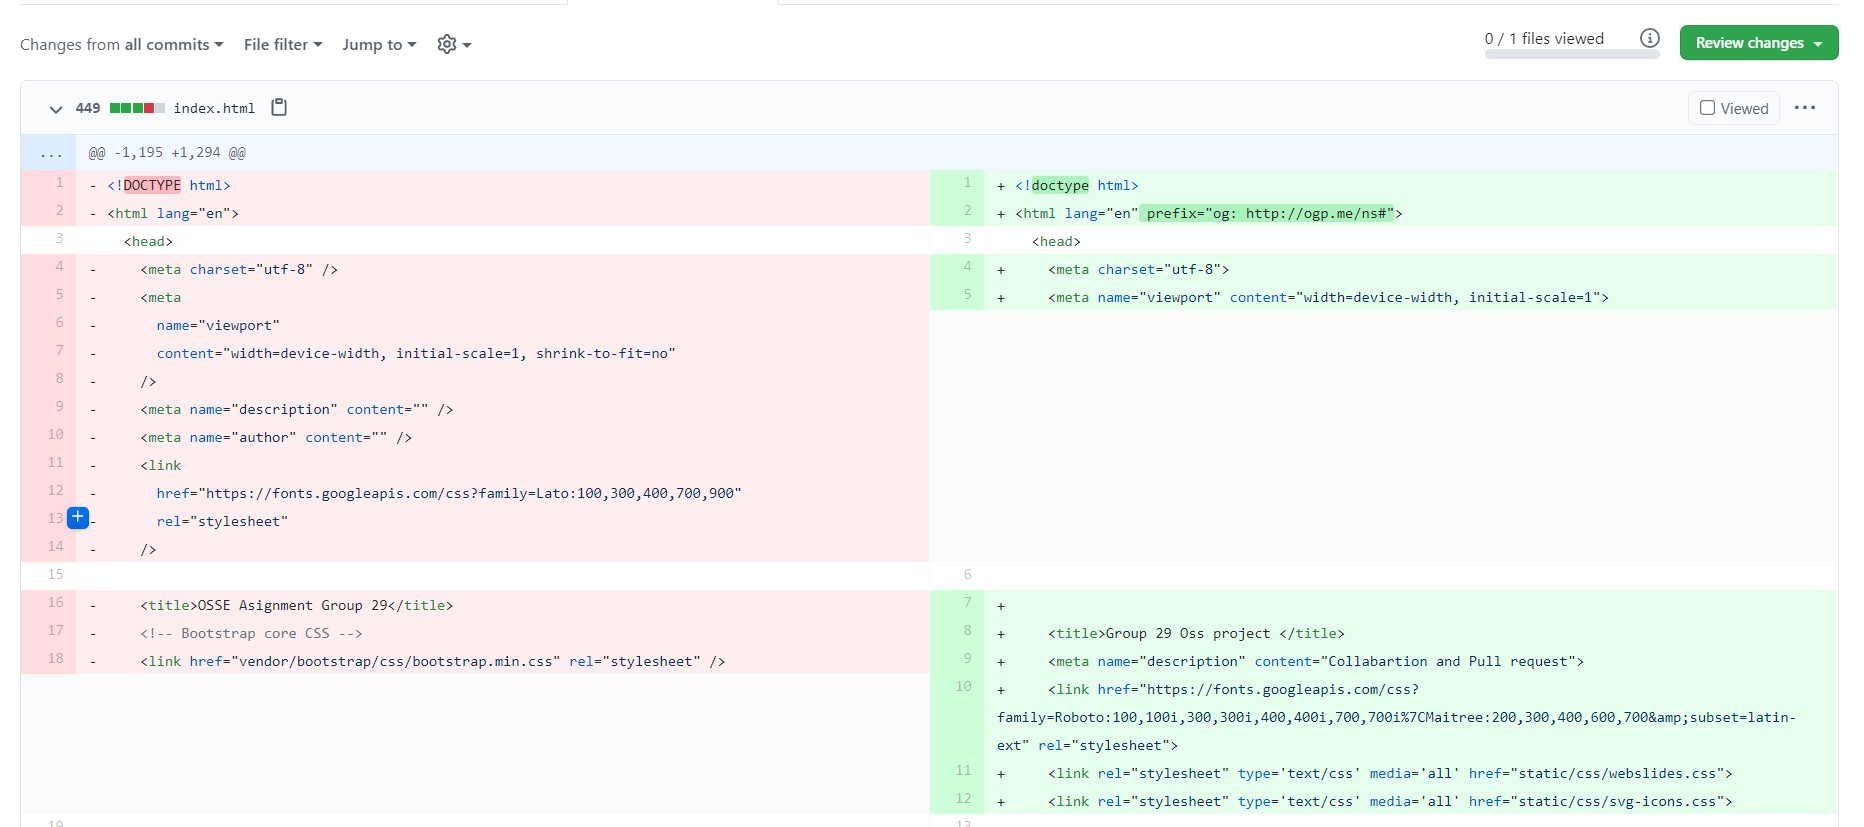 Changes from all commits File filter Jump to 0 / 1 files viewed Review changes
449 index.html Viewed
... @@ -1,195 +1,294 @@
1 - <!DOCTYPE html> 1 + <!doctype html>
2 - <html lang="en"> 2 + <html lang="en" prefix="og: http://ogp.me/ns#">
3 <head> 3 <head>
4 - <meta charset="utf-8" /> 4 + <meta charset="utf-8">
5 - <meta 5 + <meta name="viewport" content="width=device-width, initial-scale=1">
6 - name="viewport"
7 - content="width=device-width, initial-scale=1, shrink-to-fit=no"
8 - />
9 - <meta name="description" content="" />
10 - <meta name="author" content="" />
11 - <link
12 - href="https://fonts.googleapis.com/css?family=Lato:100,300,400,700,900"
13 + - rel="stylesheet"
14 - />
15 6
16 - <title>OSSE Asignment Group 29</title> 7 +
17 - <!-- Bootstrap core CSS --> 8 + <title>Group 29 Oss project </title>
18 - <link href="vendor/bootstrap/css/bootstrap.min.css" rel="stylesheet" /> 9 + <meta name="description" content="Collabartion and Pull request">
10 + <link href="https://fonts.googleapis.com/css?
family=Roboto:100,100i,300,300i,400,400i,700,700i%7CMaitree:200,300,400,600,700&amp;subset=latin-
ext" rel="stylesheet">
11 + <link rel="stylesheet" type='text/css' media='all' href="static/css/webslides.css">
12 + <link rel="stylesheet" type='text/css' media='all' href="static/css/svg-icons.css">
19 13